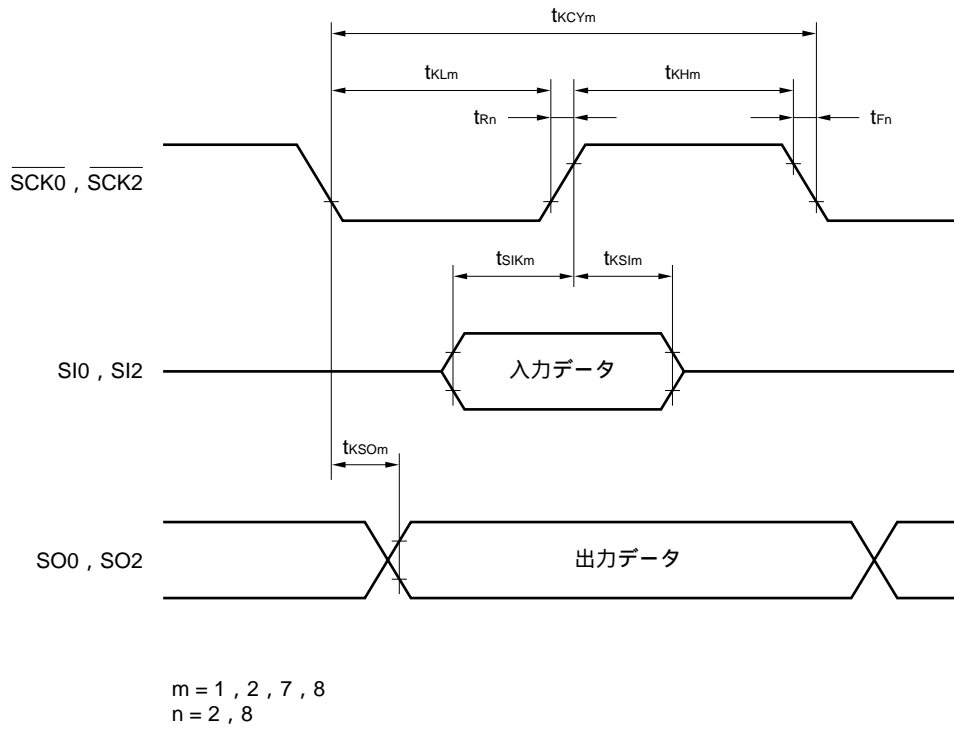 tKCYm
tKLm
tKHm
tRn
tFn
SCK0 , SCK2
tSIKm
tKSIm
SI0 , SI2
入力データ
tKSOm
SO0 , SO2
出力データ
m = 1 , 2 , 7 , 8
n = 2 , 8